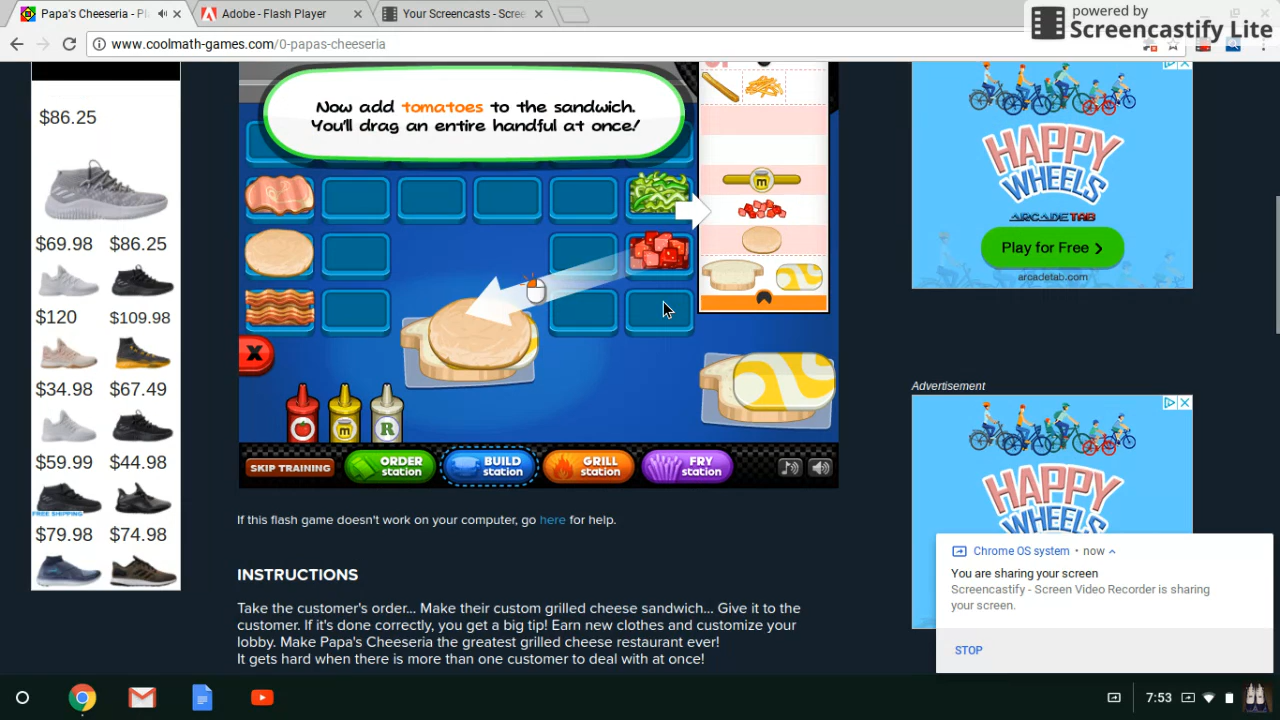 Papa's Cheeseria - Pl
Adobe - Flash Player
Your Screencasts - Scree
powered by
Screencastify Lite
www.coolmath-games.com/0-papas-cheeseria
$86.25
$69.98 $86.25
$120 $109.98
$34.98 $67.49
$59.99 $44.98
FREE SHIPPING
$79.98 $74.98
Now add tomatoes to the sandwich.
You'll drag an entire handful at once!
m
m
R
X
SKIP TRAINING
ORDER
station
BUILD
station
GRILL
station
FRY
station
If this flash game doesn't work on your computer, go here for help.
INSTRUCTIONS
Take the customer's order... Make their custom grilled cheese sandwich... Give it to the
customer. If it's done correctly, you get a big tip! Earn new clothes and customize your
lobby. Make Papa's Cheeseria the greatest grilled cheese restaurant ever!
It gets hard when there is more than one customer to deal with at once!
HAPPY
WHEELS
ARCADETAB
Play for Free >
arcadetab.com
Advertisement
HAPPY
WHEELS
Chrome OS system • now
You are sharing your screen
Screencastify - Screen Video Recorder is sharing
your screen.
STOP
7:53